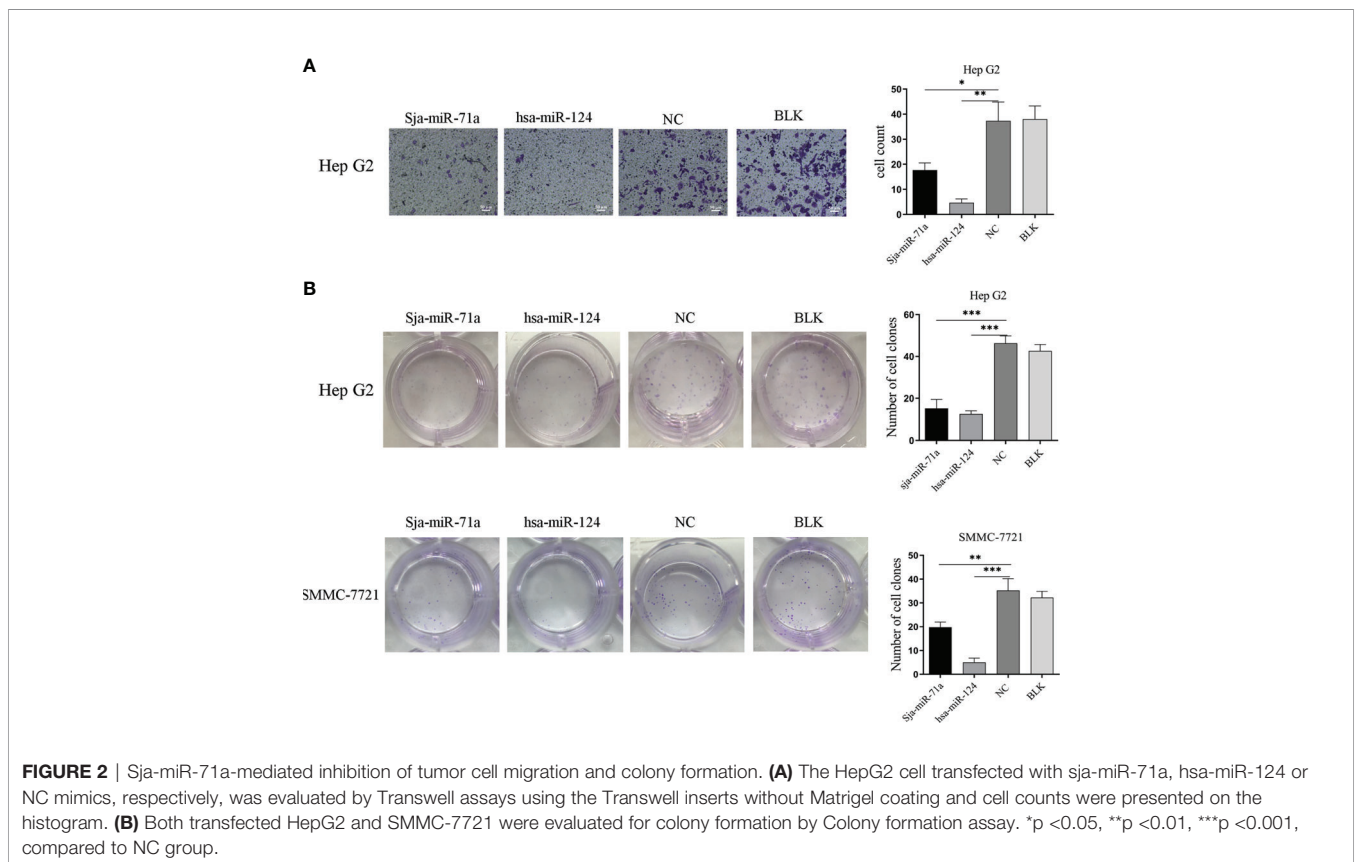 A
Sja-miR-71a hsa-miR-124 NC BLK
Hep G2
Hep G2
* **
cell count
50
40
30
20
10
0
Sja-miR-71a
hsa-miR-124
NC
BLK
B
Sja-miR-71a hsa-miR-124 NC BLK
Hep G2
Hep G2
***
***
Number of cell clones
60
40
20
0
sja-miR-71a
hsa-miR-124
NC
BLK
Sja-miR-71a hsa-miR-124 NC BLK
SMMC-7721
SMMC-7721
**
***
Number of cell clones
50
40
30
20
10
0
Sja-miR-71a
hsa-miR-124
NC
BLK
FIGURE 2 | Sja-miR-71a-mediated inhibition of tumor cell migration and colony formation. (A) The HepG2 cell transfected with sja-miR-71a, hsa-miR-124 or
NC mimics, respectively, was evaluated by Transwell assays using the Transwell inserts without Matrigel coating and cell counts were presented on the
histogram. (B) Both transfected HepG2 and SMMC-7721 were evaluated for colony formation by Colony formation assay. *p <0.05, **p <0.01, ***p <0.001,
compared to NC group.